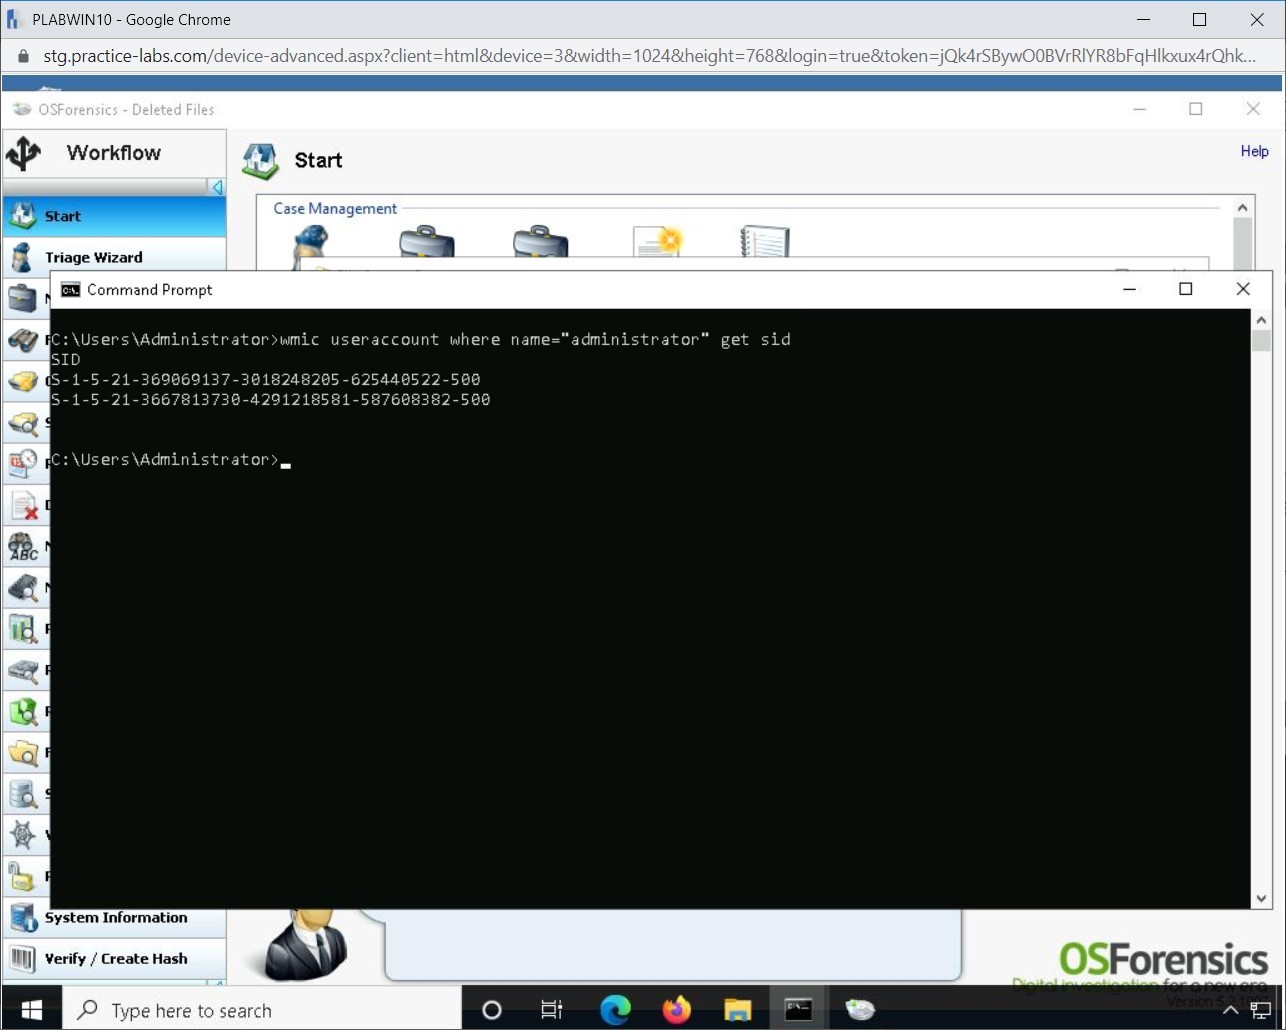 PLABWIN10 - Google Chrome
stg.practice-labs.com/device-advanced.aspx?client=html&device=3&width=1024&height=768&login=true&token=jQk4rSBywO0BVrRlYR8bFqHlkxux4rQhk...
OSForensics - Deleted Files
Workflow
Start
Help
Case Management
Start
Triage Wizard
Command Prompt
C:\Users\Administrator>wmic useraccount where name="administrator" get sid
SID
S-1-5-21-369069137-3018248205-625440522-500
S-1-5-21-3667813730-4291218581-587608382-500
C:\Users\Administrator>
ABC
System Information
Verify / Create Hash
OSForensics
Digital investigation for a new era
Type here to search